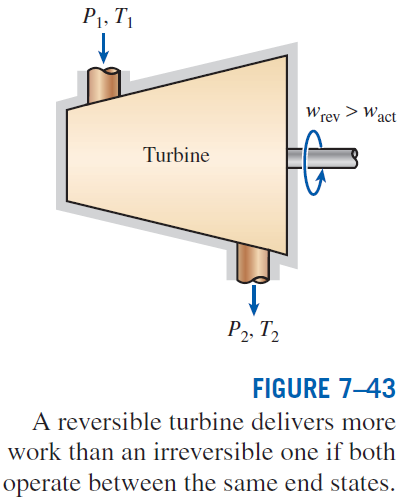 P1, T1
wrev > wact
Turbine
P2, T2
FIGURE 7–43
A reversible turbine delivers more
work than an irreversible one if both
operate between the same end states.